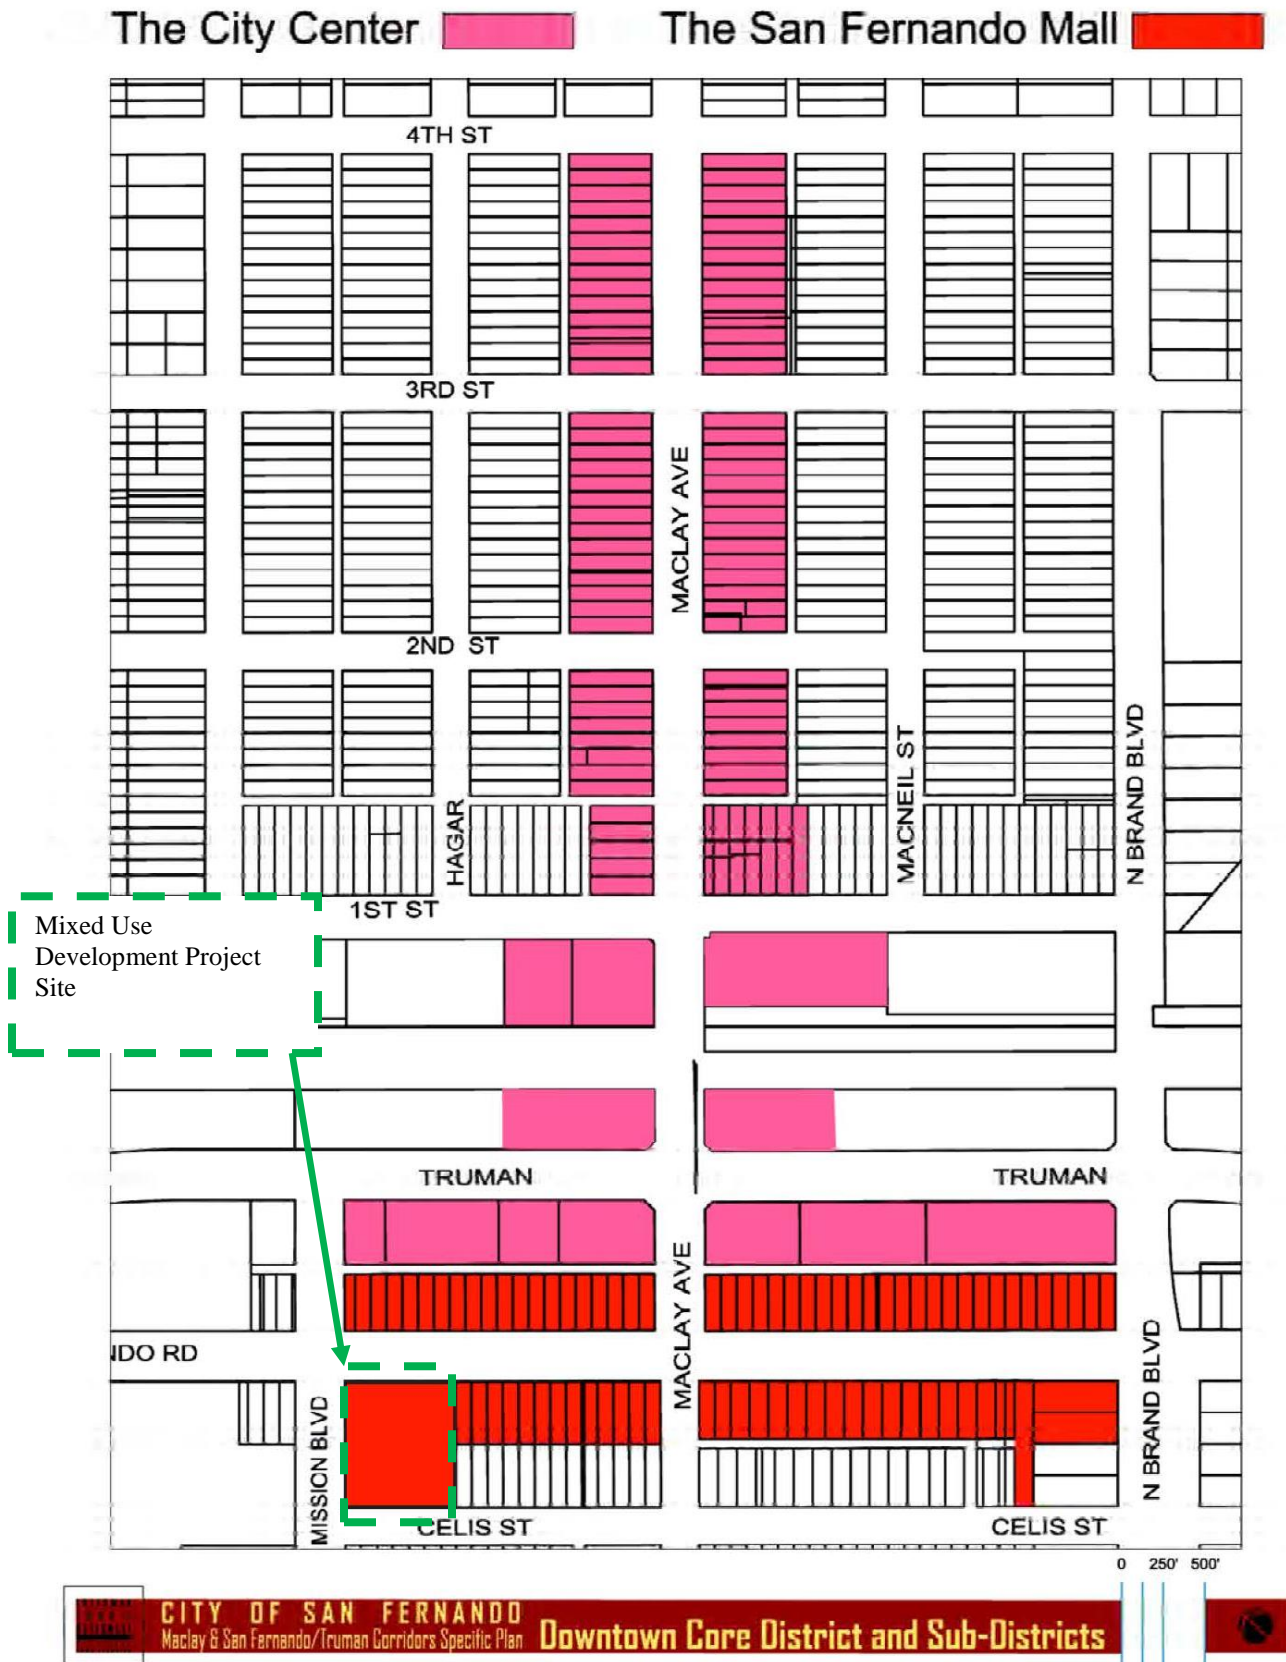 The City Center
The San Fernando Mall
4TH ST
3RD ST
MACLAY AVE
2ND ST
HAGAR
MACNEIL ST
N BRAND BLVD
1ST ST
Mixed Use
Development Project
Site
TRUMAN
TRUMAN
MACLAY AVE
NDO RD
MISSION BLVD
N BRAND BLVD
CELIS ST
CELIS ST
0 250' 500'
CITY OF SAN FERNANDO
Maclay & San Fernando/Truman Corridors Specific Plan
Downtown Core District and Sub-Districts